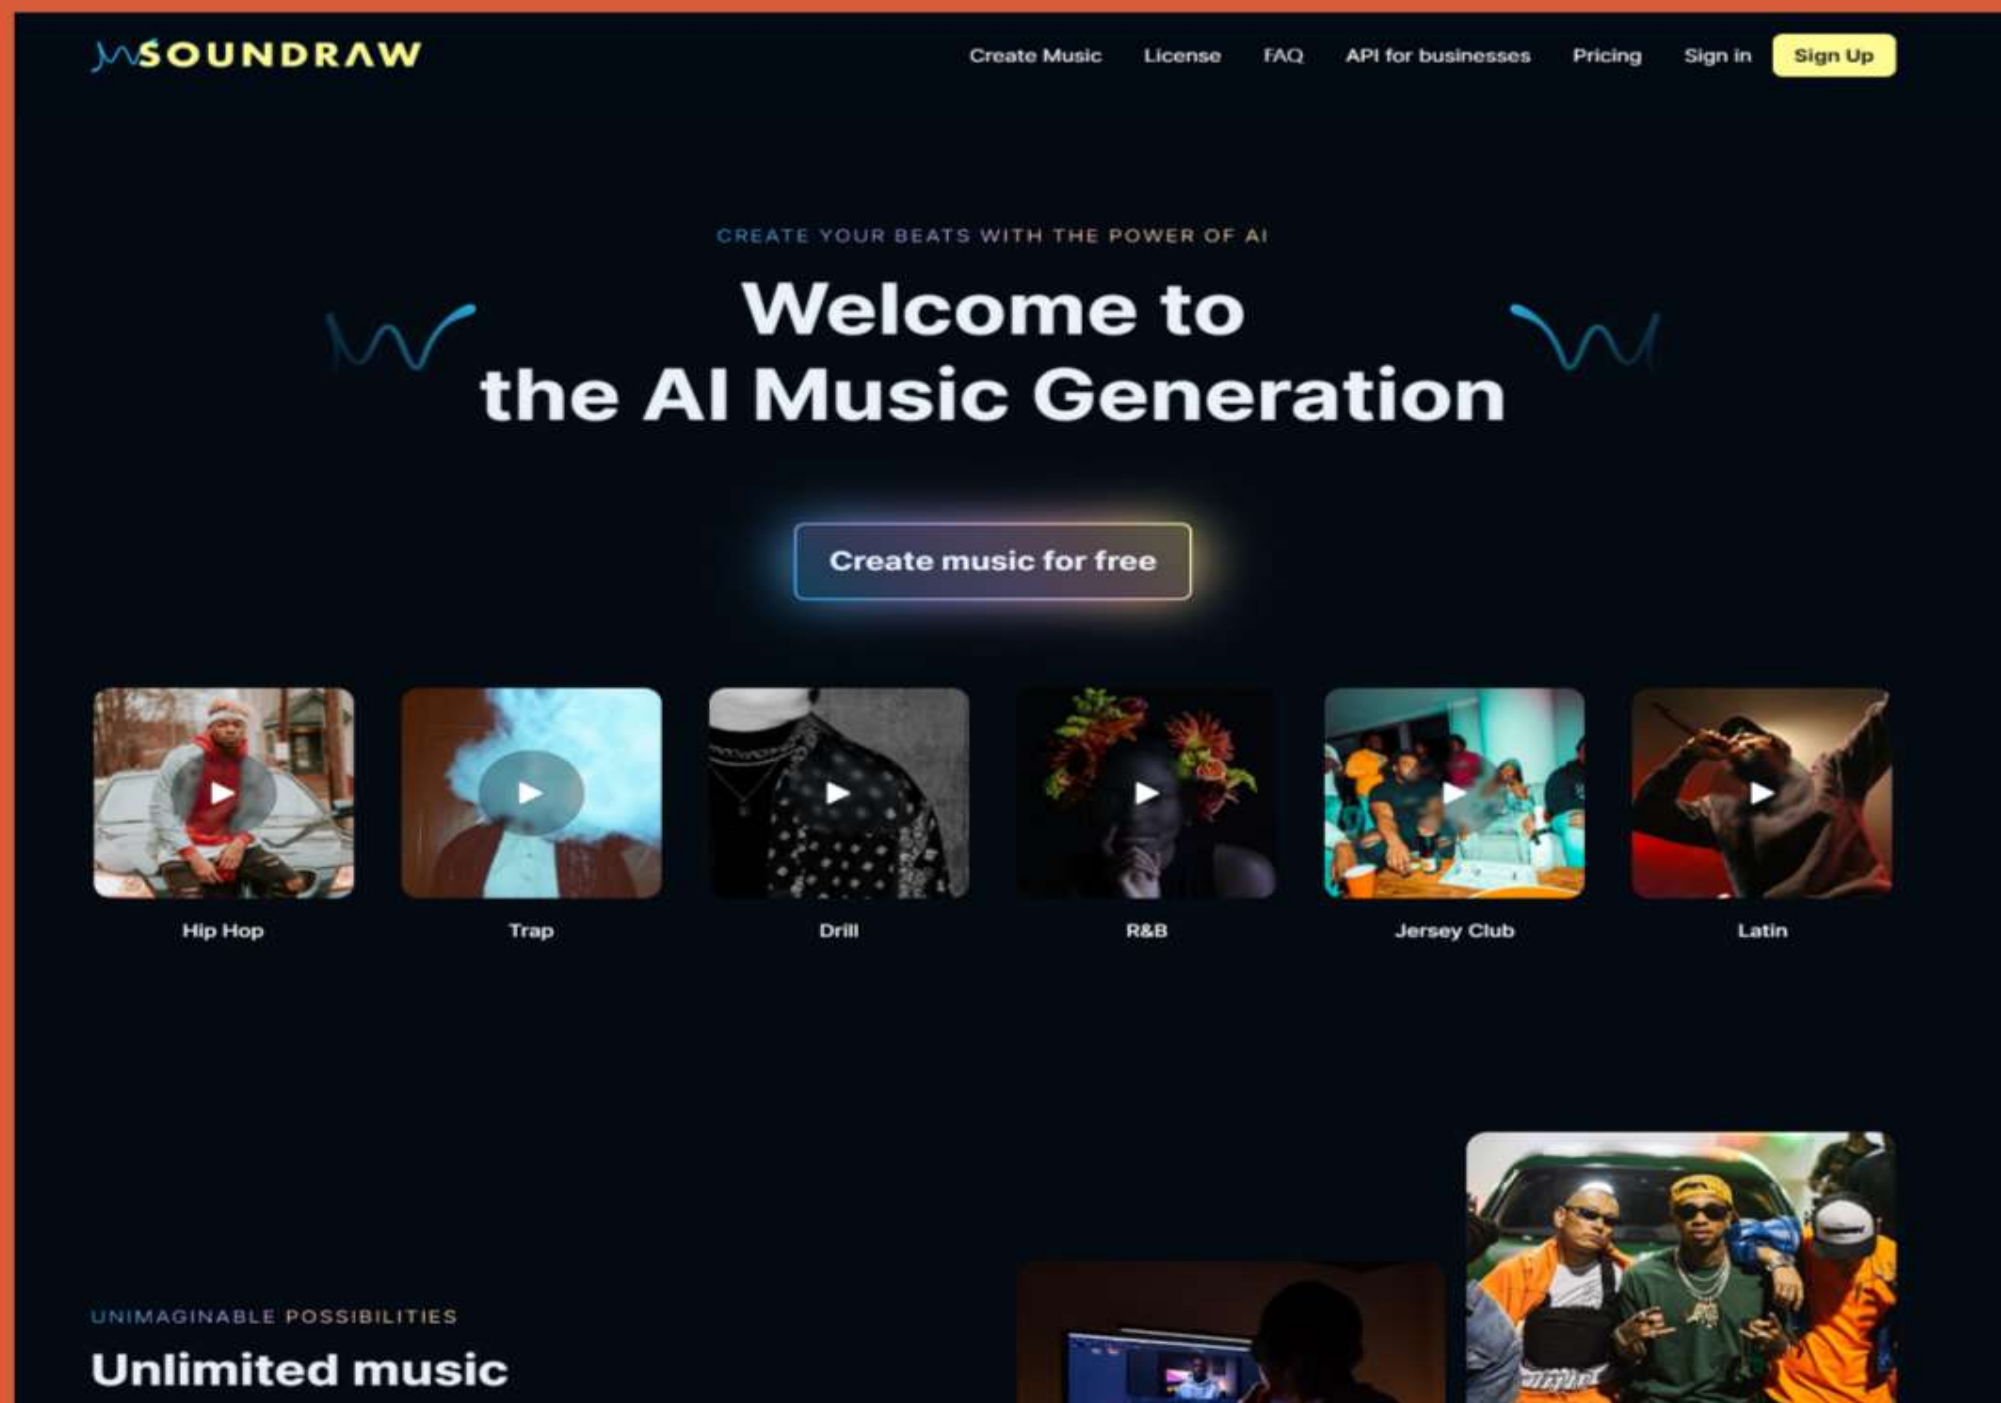 SOUNDRAW
Create Music
License
FAQ
API for businesses
Pricing
Sign in
Sign Up
CREATE YOUR BEATS WITH THE POWER OF AI
Welcome to
the AI Music Generation
Create music for free
Hip Hop
Trap
Drill
R&B
Jersey Club
Latin
UNIMAGINABLE POSSIBILITIES
Unlimited music